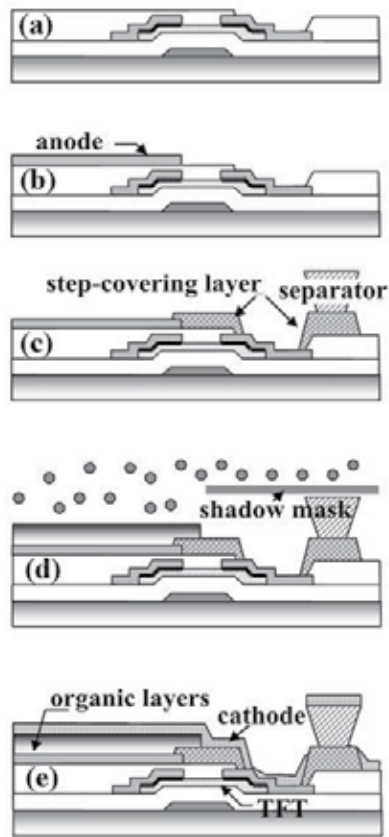 (a)
anode
(b)
step-covering layer separator
(c)
shadow mask
(d)
organic layers
cathode
(e)
TFT